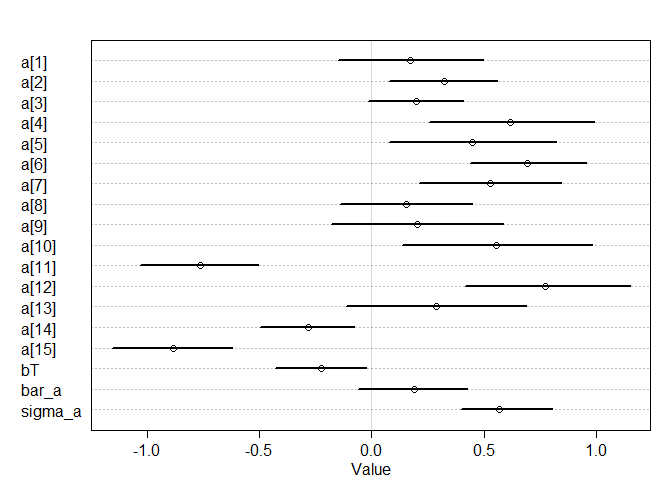 a[1]
a[2]
a[3]
a[4]
a[5]
a[6]
a[7]
a[8]
a[9]
a[10]
a[11]
a[12]
a[13]
a[14]
a[15]
bT
bar_a
sigma_a
-1.0 -0.5 0.0 0.5 1.0
Value